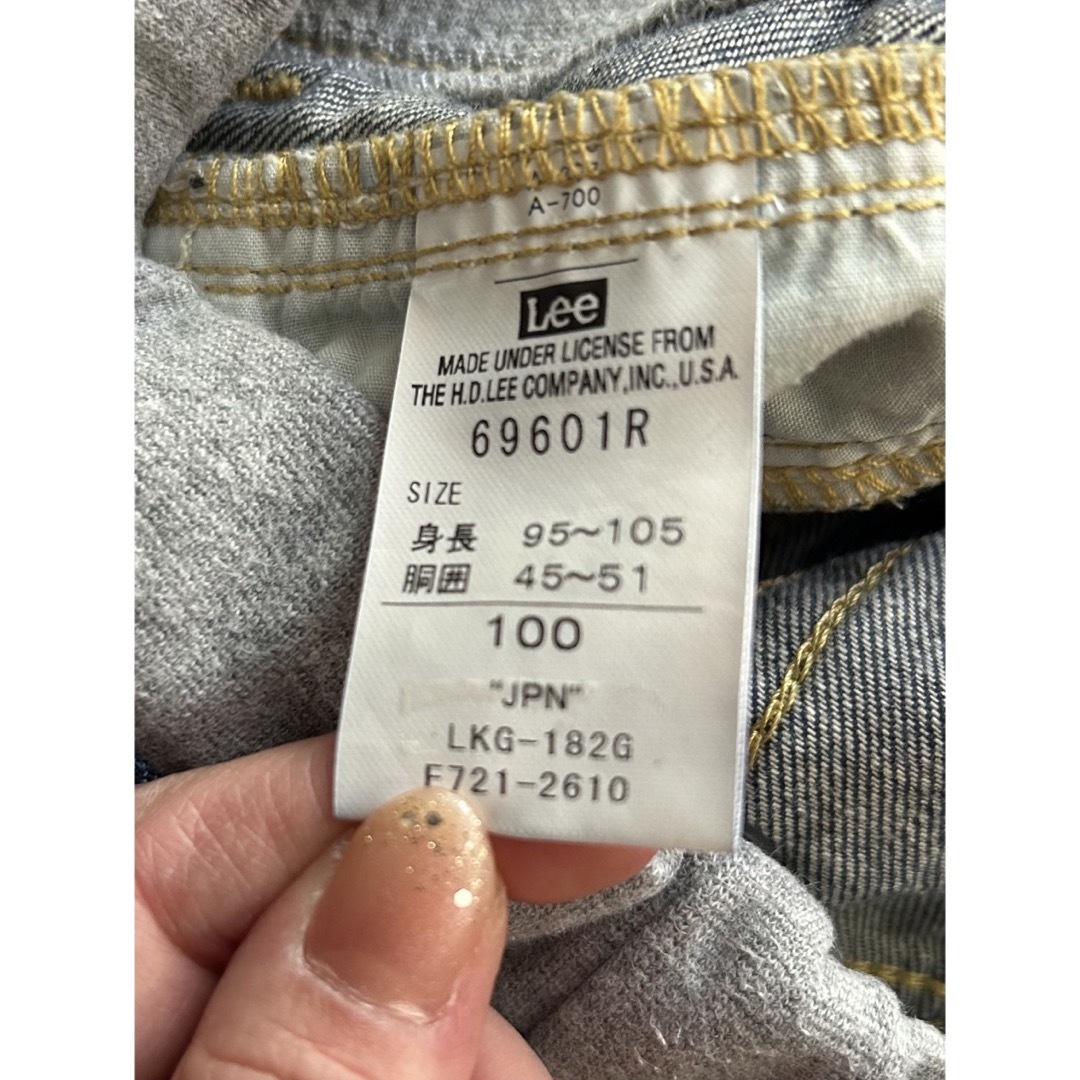 A-700
Lee
MADE UNDER LICENSE FROM
THE H.D.LEE COMPANY,INC.,U.S.A.
69601R
SIZE
身長 95~105
胴囲 45~51
100
"JPN"
LKG-182G
F721-2610